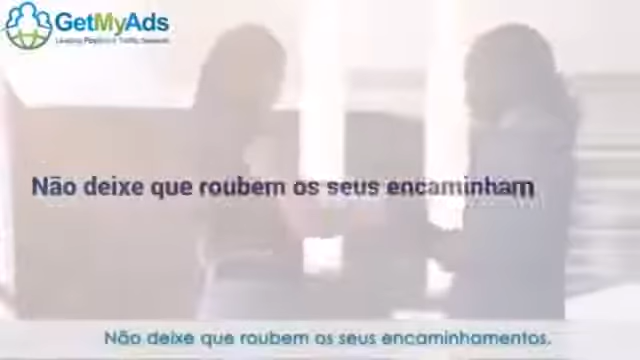 GetMyAds
Não deixe que roubem os seus encaminham
Não deixe que roubem os seus encaminhamentos.